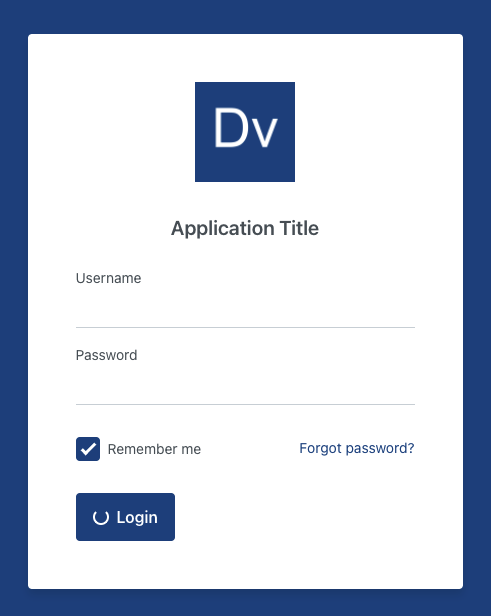 Dv
Application Title
Username
Password
Remember me
Forgot password?
Login